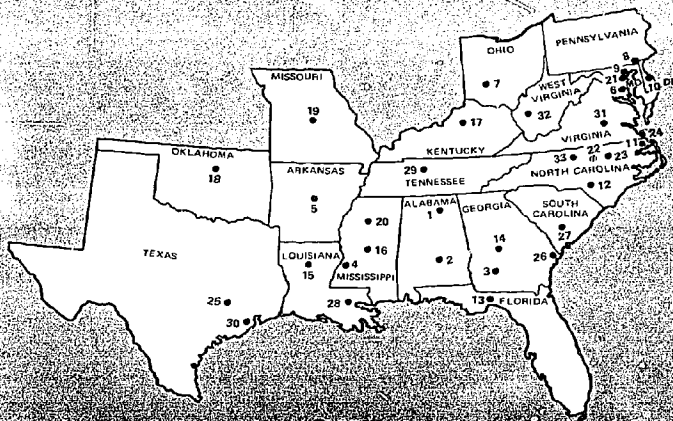 PENNSYLVANIA
OHIO
8
9
MISSOURI
21
7
WEST
VIRGINIA
MD
6
10 DE
19
32
31
17
VIRGINIA
24
11
KENTUCKY
22
OKLAHOMA
29
33
23
ARKANSAS
TENNESSEE
NORTH CAROLINA
18
12
5
ALABAMA
GEORGIA
SOUTH
CAROLINA
1
20
27
14
TEXAS
LOUISIANA
16
26
15
4
2
3
MISSISSIPPI
25
28
13
FLORIDA
30